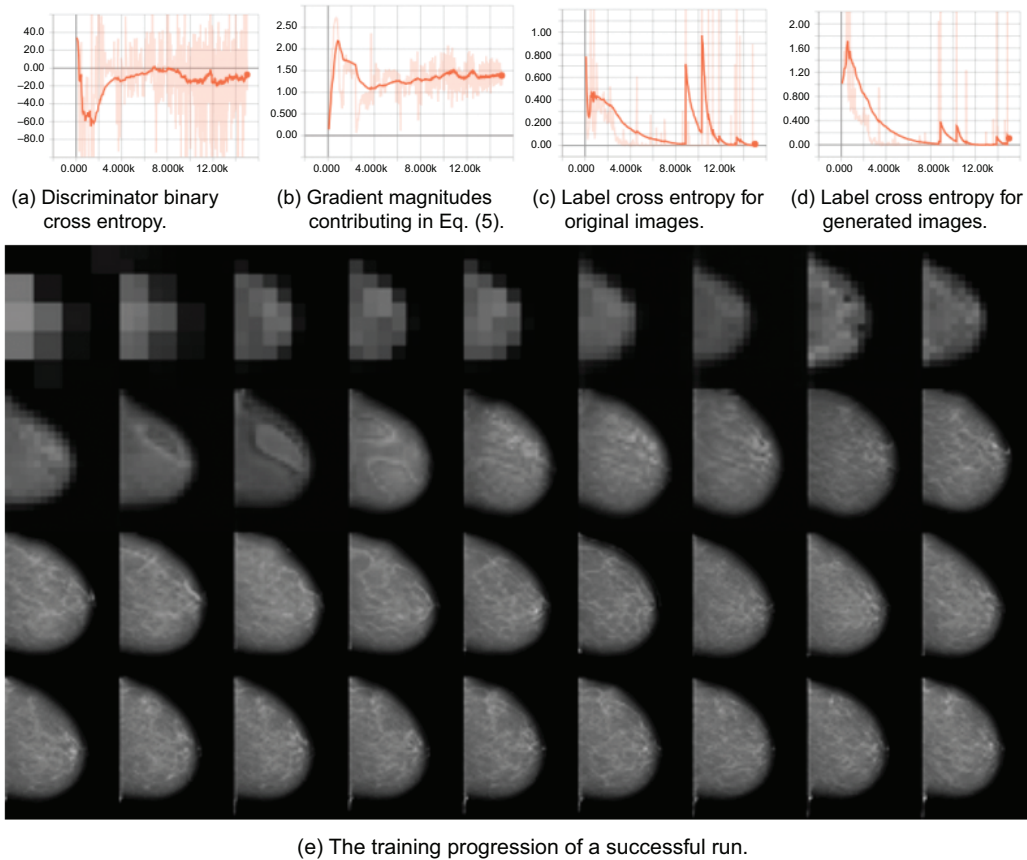 40.0
20.0
0.00
-20.0
-40.0
-60.0
-80.0
0.000 4.000k 8.000k 12.00k
2.50
2.00
1.50
1.00
0.500
0.00
0.000 4.000k 8.000k 12.00k
1.00
0.800
0.600
0.400
0.200
0.00
0.000 4.000k 8.000k 12.00k
2.00
1.60
1.20
0.800
0.400
0.00
0.000 4.000k 8.000k 12.00k
(a) Discriminator binary
cross entropy.
(b) Gradient magnitudes
contributing in Eq. (5).
(c) Label cross entropy for
original images.
(d) Label cross entropy for
generated images.
(e) The training progression of a successful run.